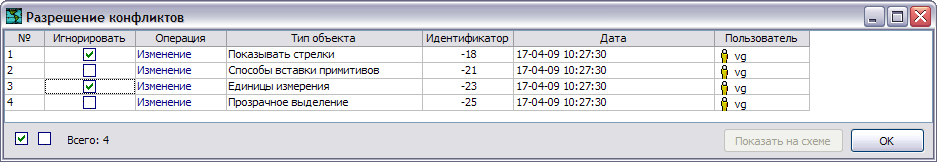 Разрешение конфликтов
№ Игнорировать Операция Тип объекта Идентификатор Дата Пользователь
1 Изменение Показывать стрелки -18 17-04-09 10:27:30 vg
2 Изменение Способы вставки примитивов -21 17-04-09 10:27:30 vg
3 Изменение Единицы измерения -23 17-04-09 10:27:30 vg
4 Изменение Прозрачное выделение -25 17-04-09 10:27:30 vg
Всего: 4 Показать на схеме OK